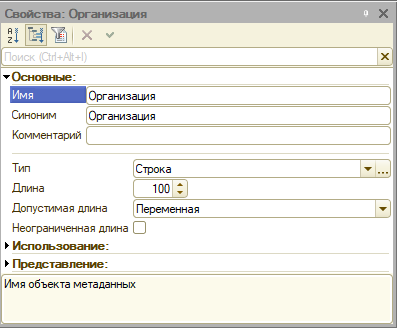 Свойства: Организация
Поиск (Ctrl+Alt+I)
Основные:
Имя Организация
Синоним Организация
Комментарий
Тип Строка
Длина 100
Допустимая длина Переменная
Неограниченная длина
Использование:
Представление:
Имя объекта метаданных